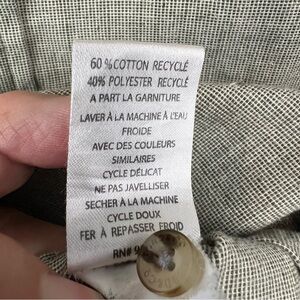 60 % COTTON RECYCLÉ
40% POLYESTER RECYCLÉ
A PART LA GARNITURE
LAVER À LA MACHINE À L'EAU
FROIDE
AVEC DES COULEURS
SIMILAIRES
CYCLE DÉLICAT
NE PAS JAVELLISER
SECHER À LA MACHINE
CYCLE DOUX
FER À REPASSER FROID
RN#